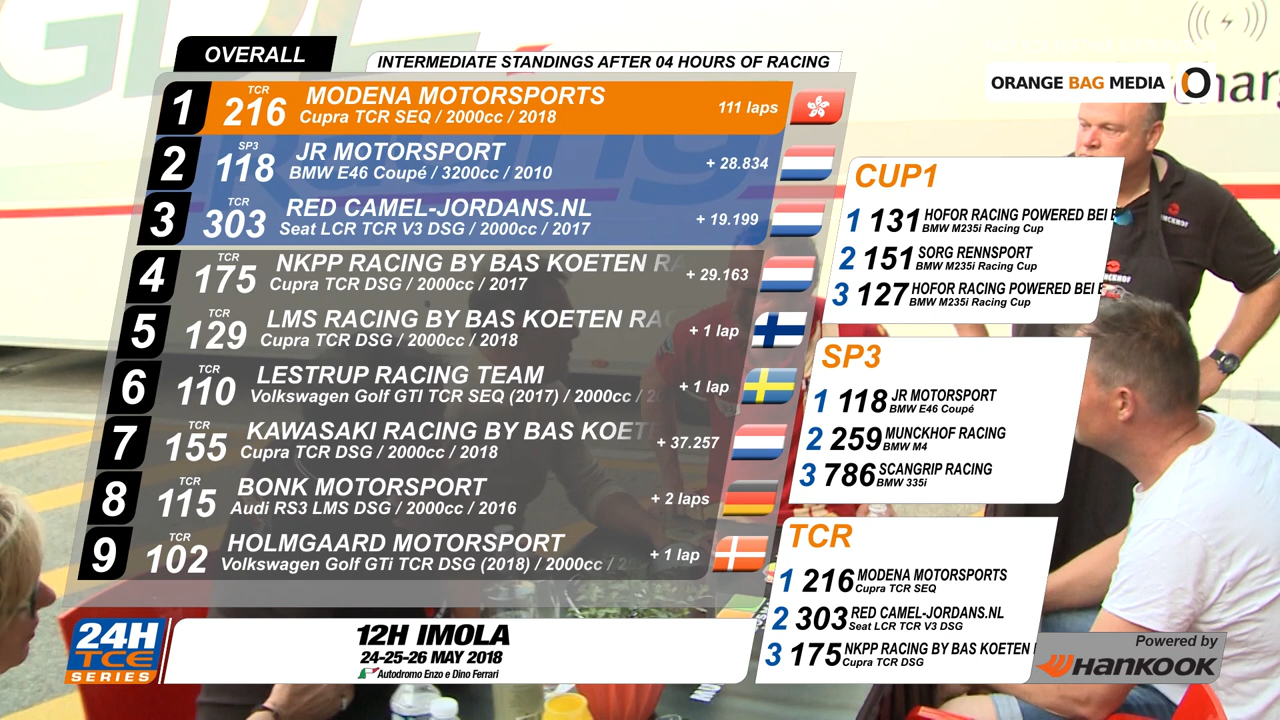 OVERALL
INTERMEDIATE STANDINGS AFTER 04 HOURS OF RACING
ORANGE BAG MEDIA
1 TCR 216 MODENA MOTORSPORTS 111 laps
Cupra TCR SEQ / 2000cc / 2018
2 SP3 118 JR MOTORSPORT + 28.834
BMW E46 Coupé / 3200cc / 2010
3 TCR 303 RED CAMEL-JORDANS.NL + 19.199
Seat LCR TCR V3 DSG / 2000cc / 2017
4 TCR 175 NKPP RACING BY BAS KOETEN RA + 29.163
Cupra TCR DSG / 2000cc / 2017
5 TCR 129 LMS RACING BY BAS KOETEN RAC + 1 lap
Cupra TCR DSG / 2000cc / 2018
6 TCR 110 LESTRUP RACING TEAM + 1 lap
Volkswagen Golf GTI TCR SEQ (2017) / 2000cc / 20
7 TCR 155 KAWASAKI RACING BY BAS KOET + 37.257
Cupra TCR DSG / 2000cc / 2018
8 TCR 115 BONK MOTORSPORT + 2 laps
Audi RS3 LMS DSG / 2000cc / 2016
9 TCR 102 HOLMGAARD MOTORSPORT + 1 lap
Volkswagen Golf GTi TCR DSG (2018) / 2000cc / 2
CUP1
1 131 HOFOR RACING POWERED BEI B
BMW M235i Racing Cup
2 151 SORG RENNSPORT
BMW M235i Racing Cup
3 127 HOFOR RACING POWERED BEI B
BMW M235i Racing Cup
SP3
1 118 JR MOTORSPORT
BMW E46 Coupé
2 259 MUNCKHOF RACING
BMW M4
3 786 SCANGRIP RACING
BMW 335i
TCR
1 216 MODENA MOTORSPORTS
Cupra TCR SEQ
2 303 RED CAMEL-JORDANS.NL
Seat LCR TCR V3 DSG
3 175 NKPP RACING BY BAS KOETEN
Cupra TCR DSG
24H
TCE
SERIES
12H IMOLA
24-25-26 MAY 2018
Autodromo Enzo e Dino Ferrari
Powered by
HANKOOK